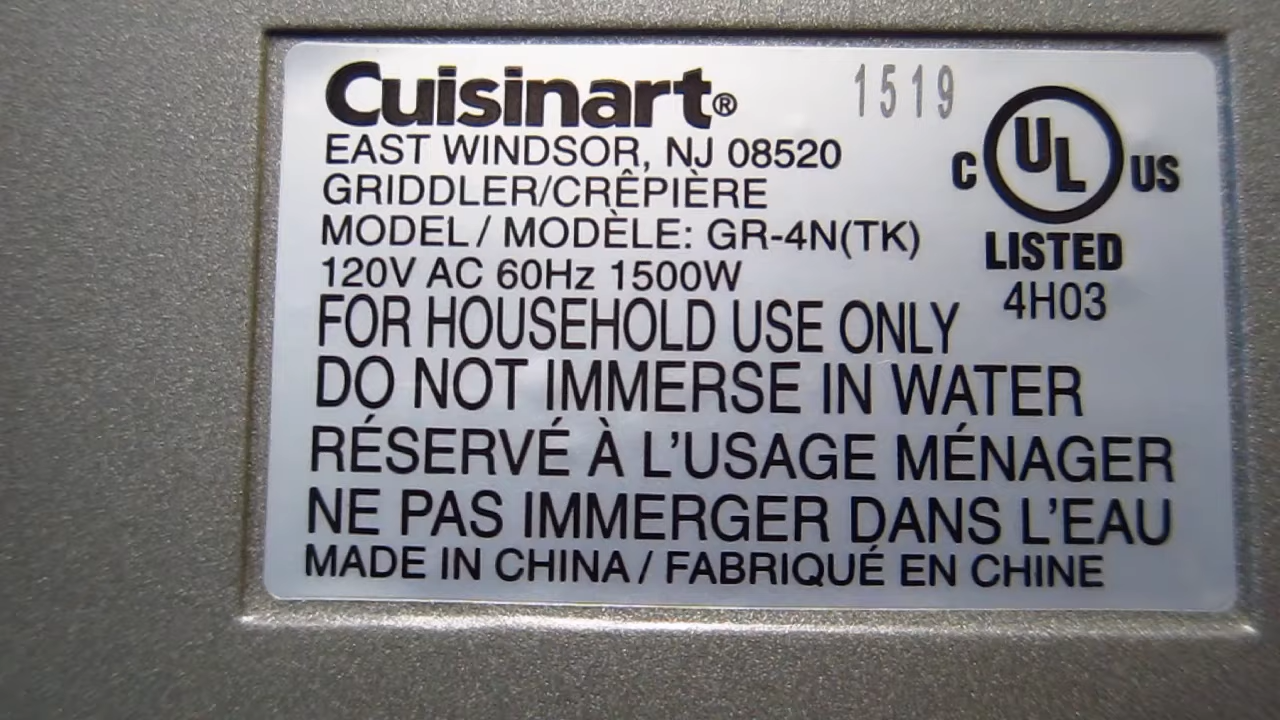 Cuisinart® 1519
EAST WINDSOR, NJ 08520
GRIDDLER/CRÊPIÈRE
MODEL / MODÈLE: GR-4N(TK)
120V AC 60Hz 1500W
C UL US
LISTED
4H03
FOR HOUSEHOLD USE ONLY
DO NOT IMMERSE IN WATER
RÉSERVÉ À L'USAGE MÉNAGER
NE PAS IMMERGER DANS L'EAU
MADE IN CHINA / FABRIQUÉ EN CHINE